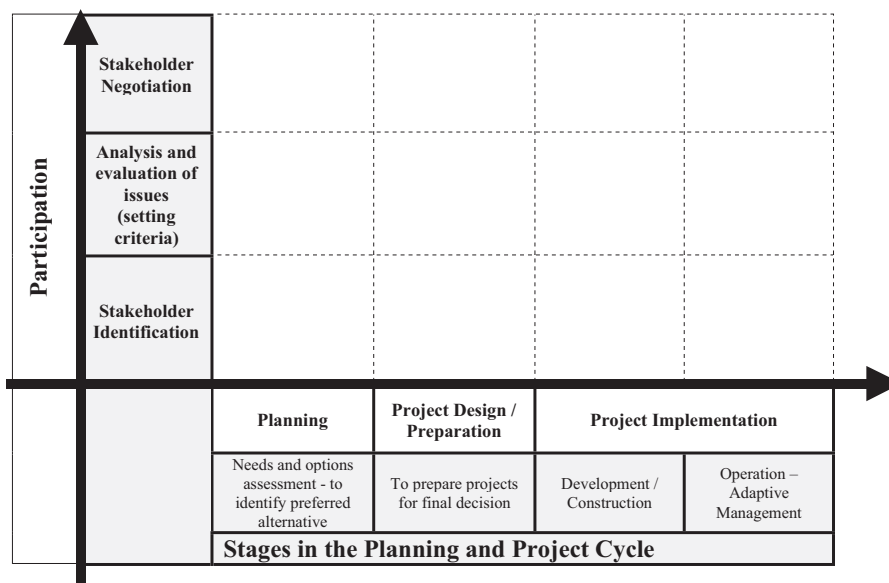 Participation
Stakeholder
Negotiation
Analysis and
evaluation of
issues
(setting
criteria)
Stakeholder
Identification
Planning
Project Design /
Preparation
Project Implementation
Needs and options
assessment - to
identify preferred
alternative
To prepare projects
for final decision
Development /
Construction
Operation –
Adaptive
Management
Stages in the Planning and Project Cycle